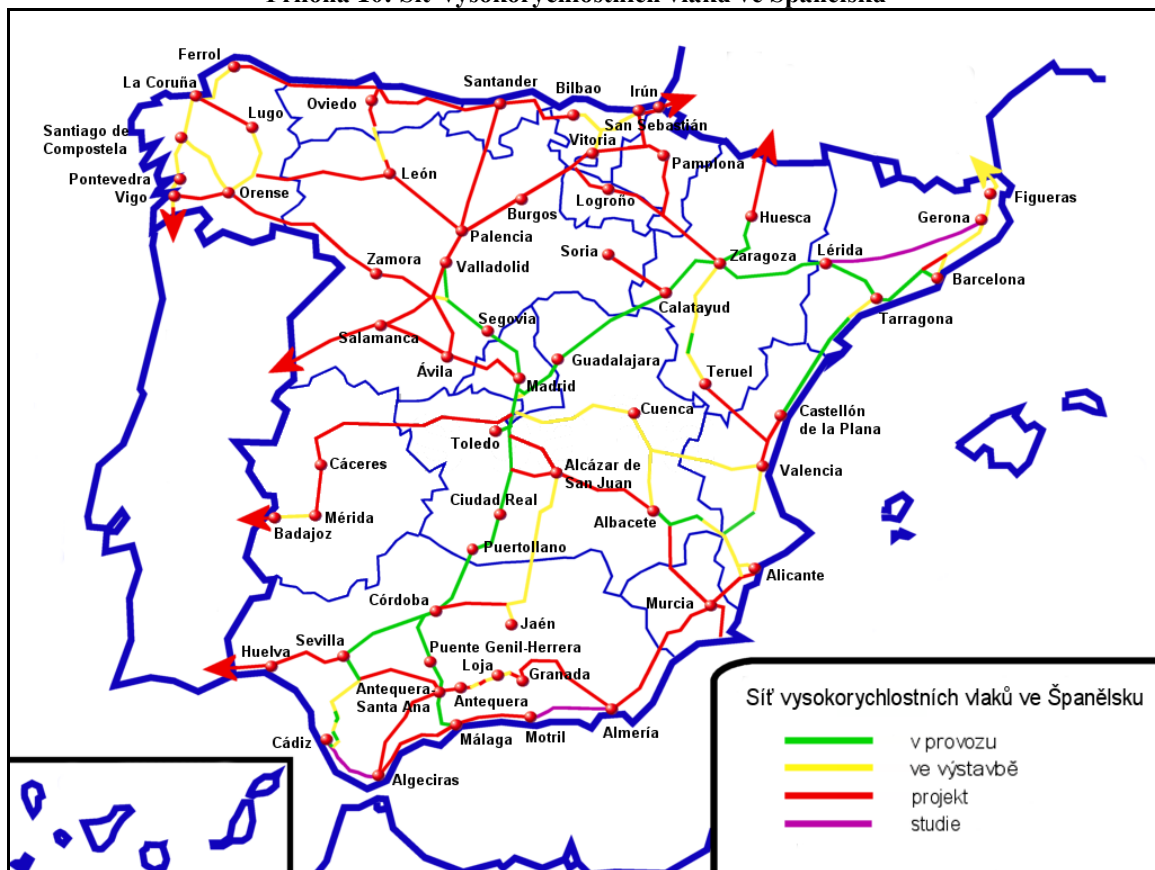 Příloha 10: Síť vysokorychlostních vlaků ve Španělsku
Ferrol
La Coruña
Lugo
Oviedo
Santander
Bilbao
Irún
San Sebastián
Santiago de
Compostela
Vitoria
Pamplona
Pontevedra
Vigo
Orense
León
Burgos
Logroño
Huesca
Figueras
Gerona
Palencia
Soria
Zaragoza
Lérida
Zamora
Valladolid
Barcelona
Calatayud
Tarragona
Segovia
Salamanca
Guadalajara
Ávila
Madrid
Teruel
Cuenca
Castellón
de la Plana
Toledo
Cáceres
Alcázar de
San Juan
Valencia
Ciudad Real
Mérida
Badajoz
Albacete
Puertollano
Alicante
Córdoba
Murcia
Jaén
Huelva
Sevilla
Puente Genil-Herrera
Loja
Granada
Antequera-
Santa Ana
Antequera
Cádiz
Málaga
Motril
Almería
Algeciras
Síť vysokorychlostních vlaků ve Španělsku
v provozu
ve výstavbě
projekt
studie